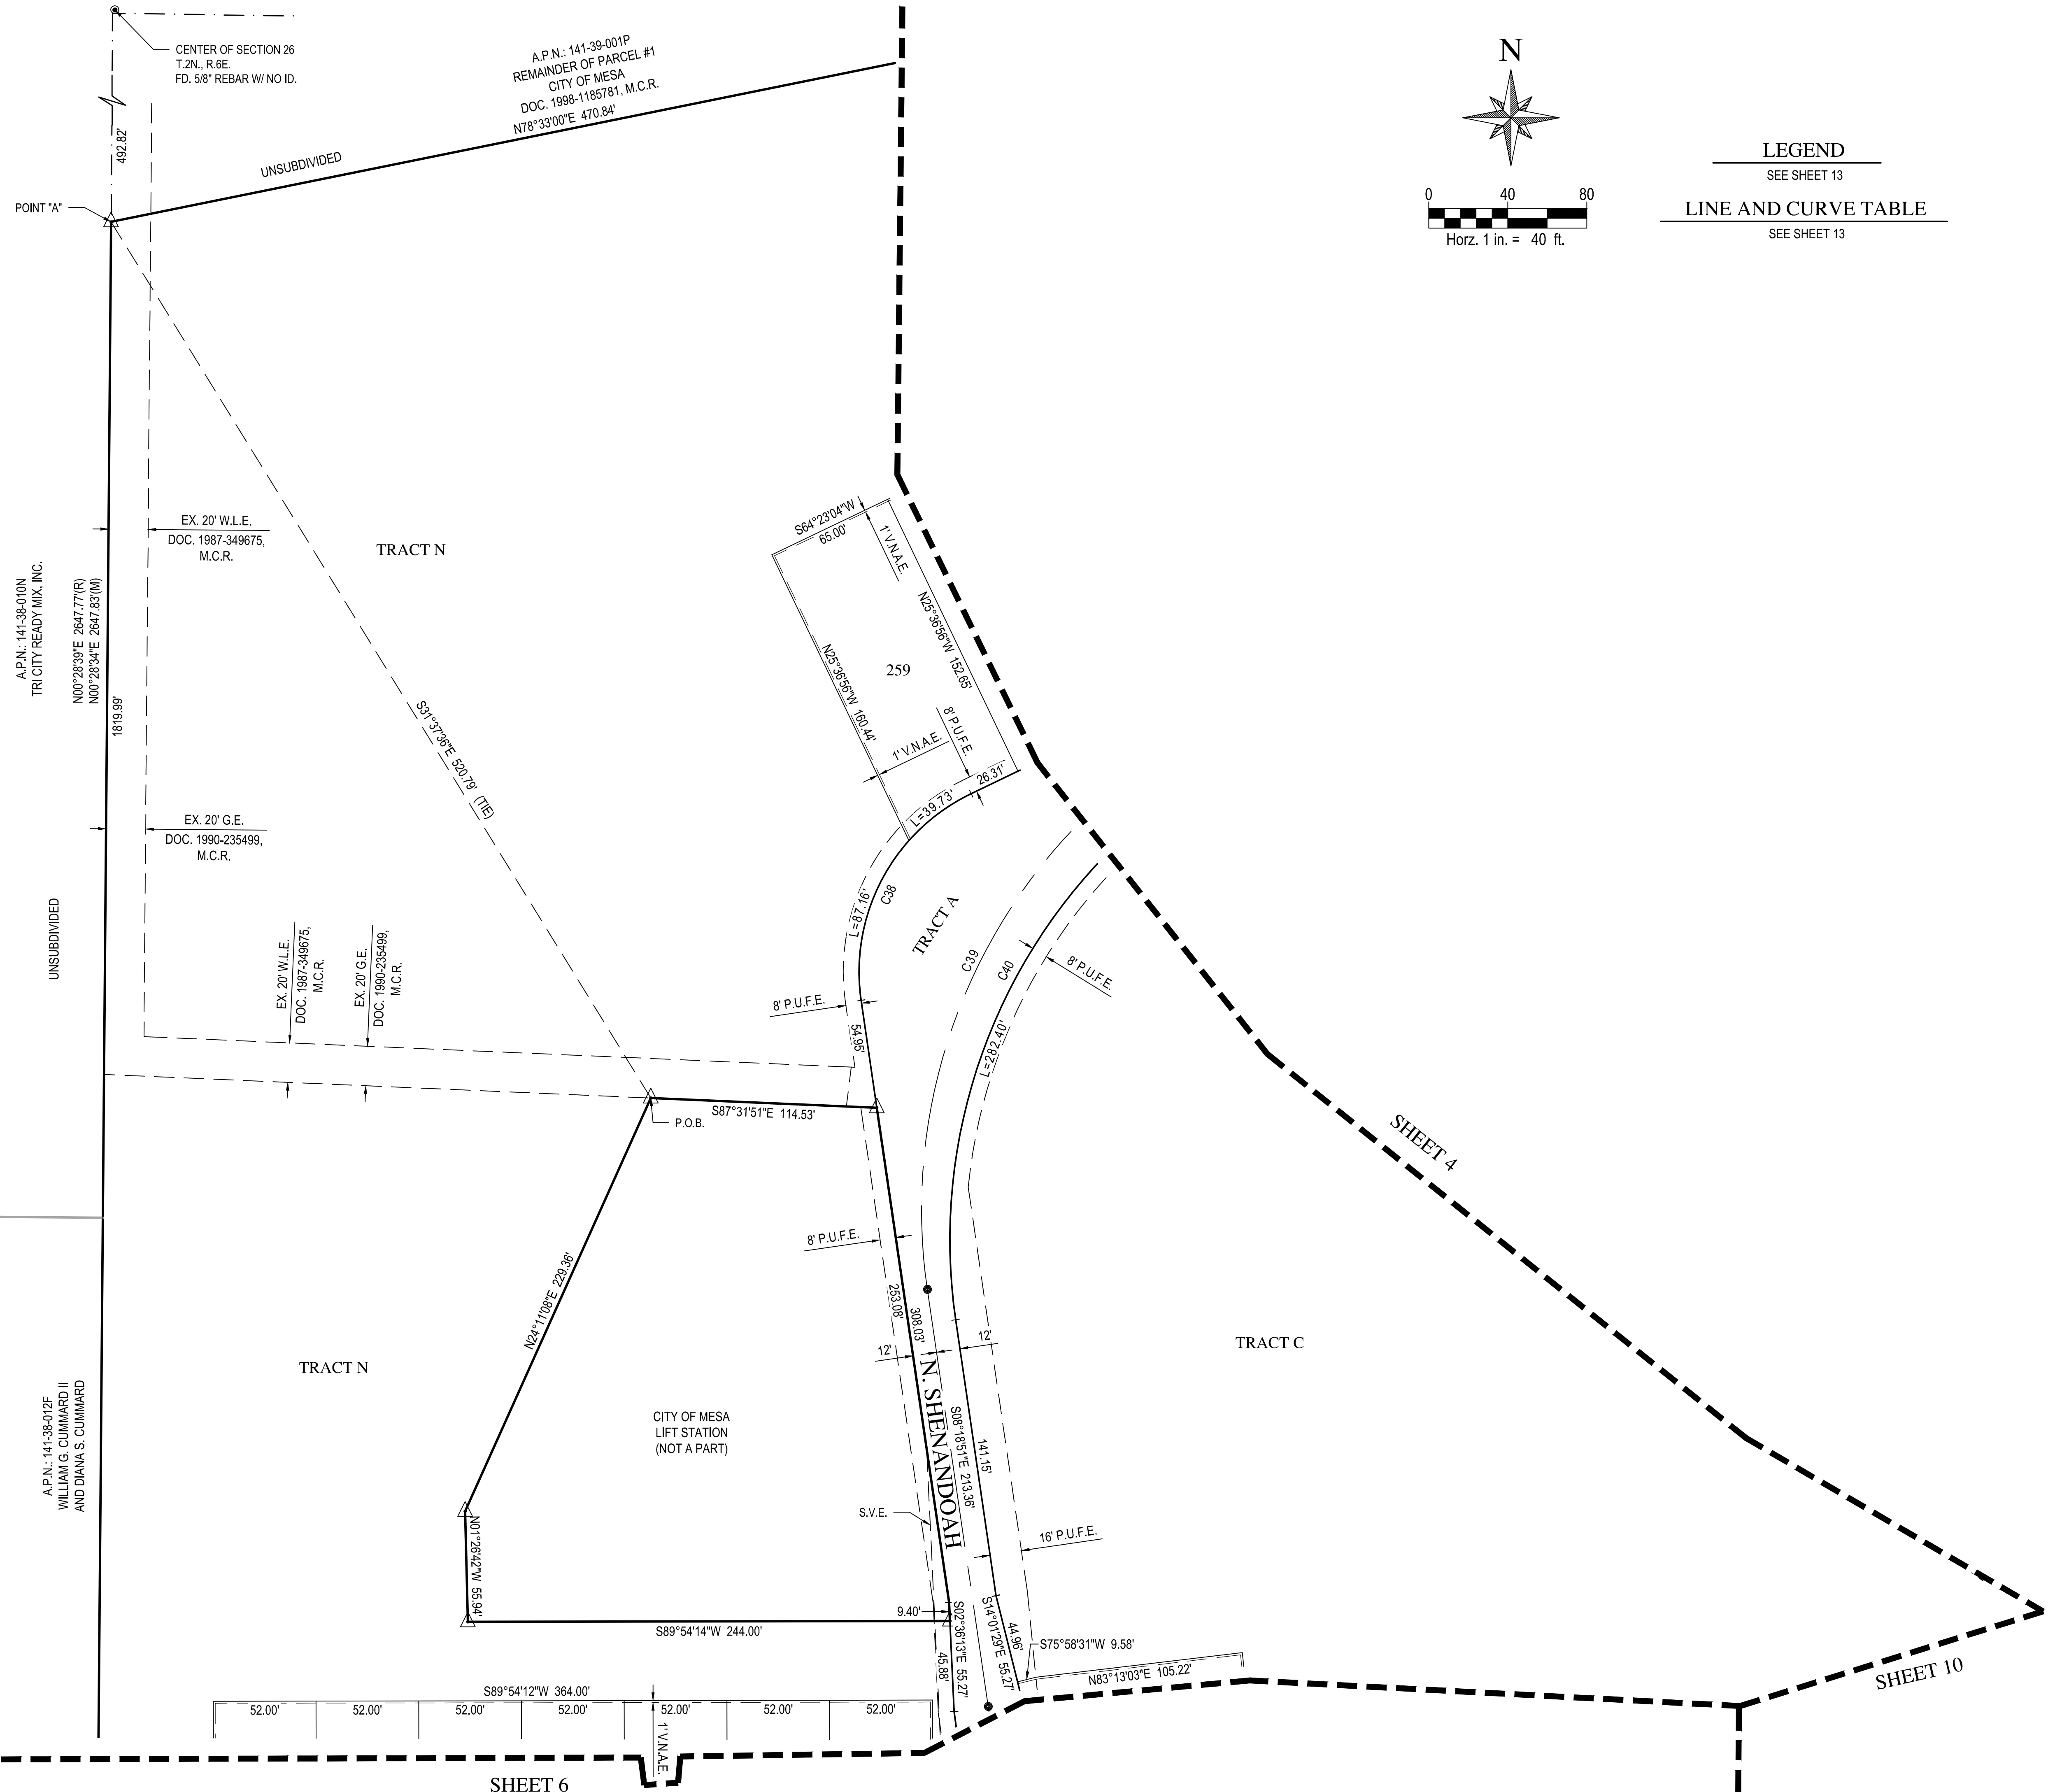 CENTER OF SECTION 26
T.2N., R.6E.
FD. 5/8" REBAR W/ NO ID.
492.82'
A.P.N.: 141-39-001P
REMAINDER OF PARCEL #1
CITY OF MESA
DOC. 1998-1185781, M.C.R.
N78°33'00"E 470.84'
UNSUBDIVIDED
POINT "A"
N
0 40 80
Horz. 1 in. = 40 ft.
LEGEND
SEE SHEET 13
LINE AND CURVE TABLE
SEE SHEET 13
EX. 20' W.L.E.
DOC. 1987-349675,
M.C.R.
TRACT N
A.P.N.: 141-38-010N
TRI CITY READY MIX, INC.
N00°28'39"E 2647.77'(R)
N00°28'34"E 2647.83'(M)
1819.99'
S31°37'36"E 520.79' (TIE)
S64°23'04"W
65.00'
1' V.N.A.E.
N25°36'56"W 152.65'
N25°36'56"W 160.44'
259
8' P.U.F.E.
1' V.N.A.E.
26.31'
L=39.73'
EX. 20' G.E.
DOC. 1990-235499,
M.C.R.
UNSUBDIVIDED
L=87.16'
C38
TRACT A
C39
C40
8' P.U.F.E.
EX. 20' W.L.E.
DOC. 1987-349675,
M.C.R.
EX. 20' G.E.
DOC. 1990-235499,
M.C.R.
8' P.U.F.E.
54.95'
L=282.40'
S87°31'51"E 114.53'
P.O.B.
SHEET 4
8' P.U.F.E.
N24°11'08"E 229.36'
253.08'
308.03'
12'
12'
TRACT C
TRACT N
A.P.N.: 141-38-012F
WILLIAM G. CUMMARD II
AND DIANA S. CUMMARD
CITY OF MESA
LIFT STATION
(NOT A PART)
N. SHENANDOAH
S08°18'51"E 213.36'
141.15'
S.V.E.
16' P.U.F.E.
N01°26'42"W 55.94'
9.40'
S89°54'14"W 244.00'
S02°36'13"E 55.27'
45.88'
S14°01'29"E 55.27'
44.96'
S75°58'31"W 9.58'
N83°13'03"E 105.22'
SHEET 10
S89°54'12"W 364.00'
52.00' 52.00' 52.00' 52.00' 52.00' 52.00' 52.00'
1' V.N.A.E.
SHEET 6